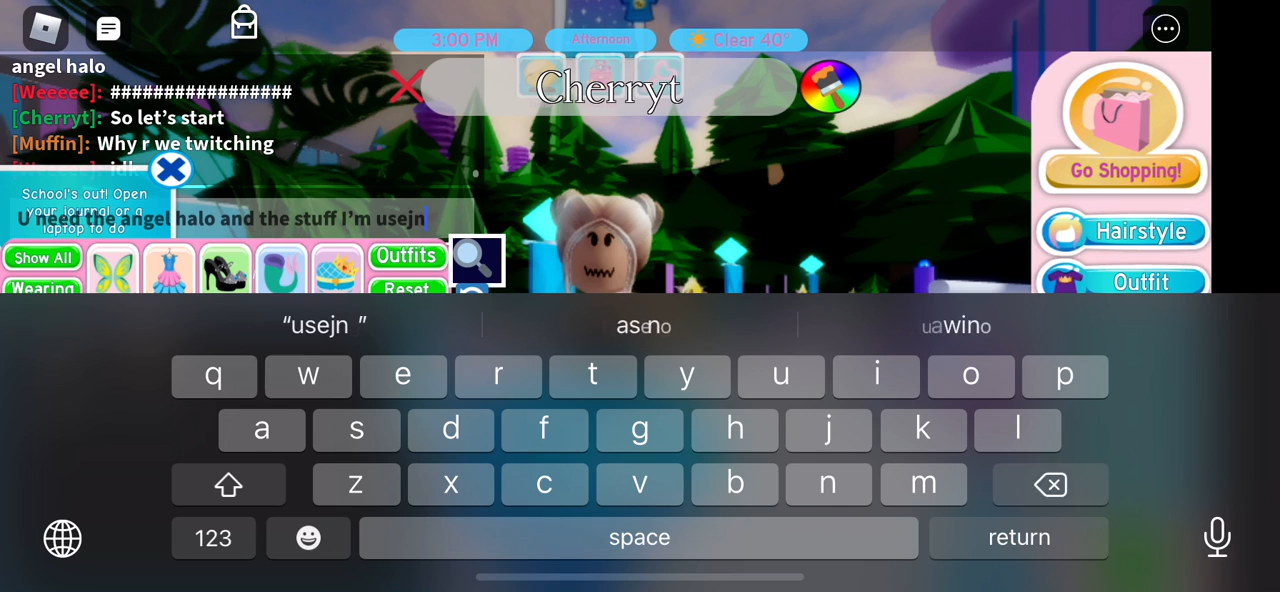 3:00 PM
Afternoon
Clear 40°
angel halo
[Weeeee]: ################
[Cherryt]: So let's start
[Muffin]: Why r we twitching
idk
Cherryt
School's out! Open
your journal or a
laptop to do
U need the angel halo and the stuff I'm usejn
Show All
Wearing
Outfits
Reset
Go Shopping!
Hairstyle
Outfit
“usejn ”
q w e r t y u i o p
a s d f g h j k l
z x c v b n m
123
space
return